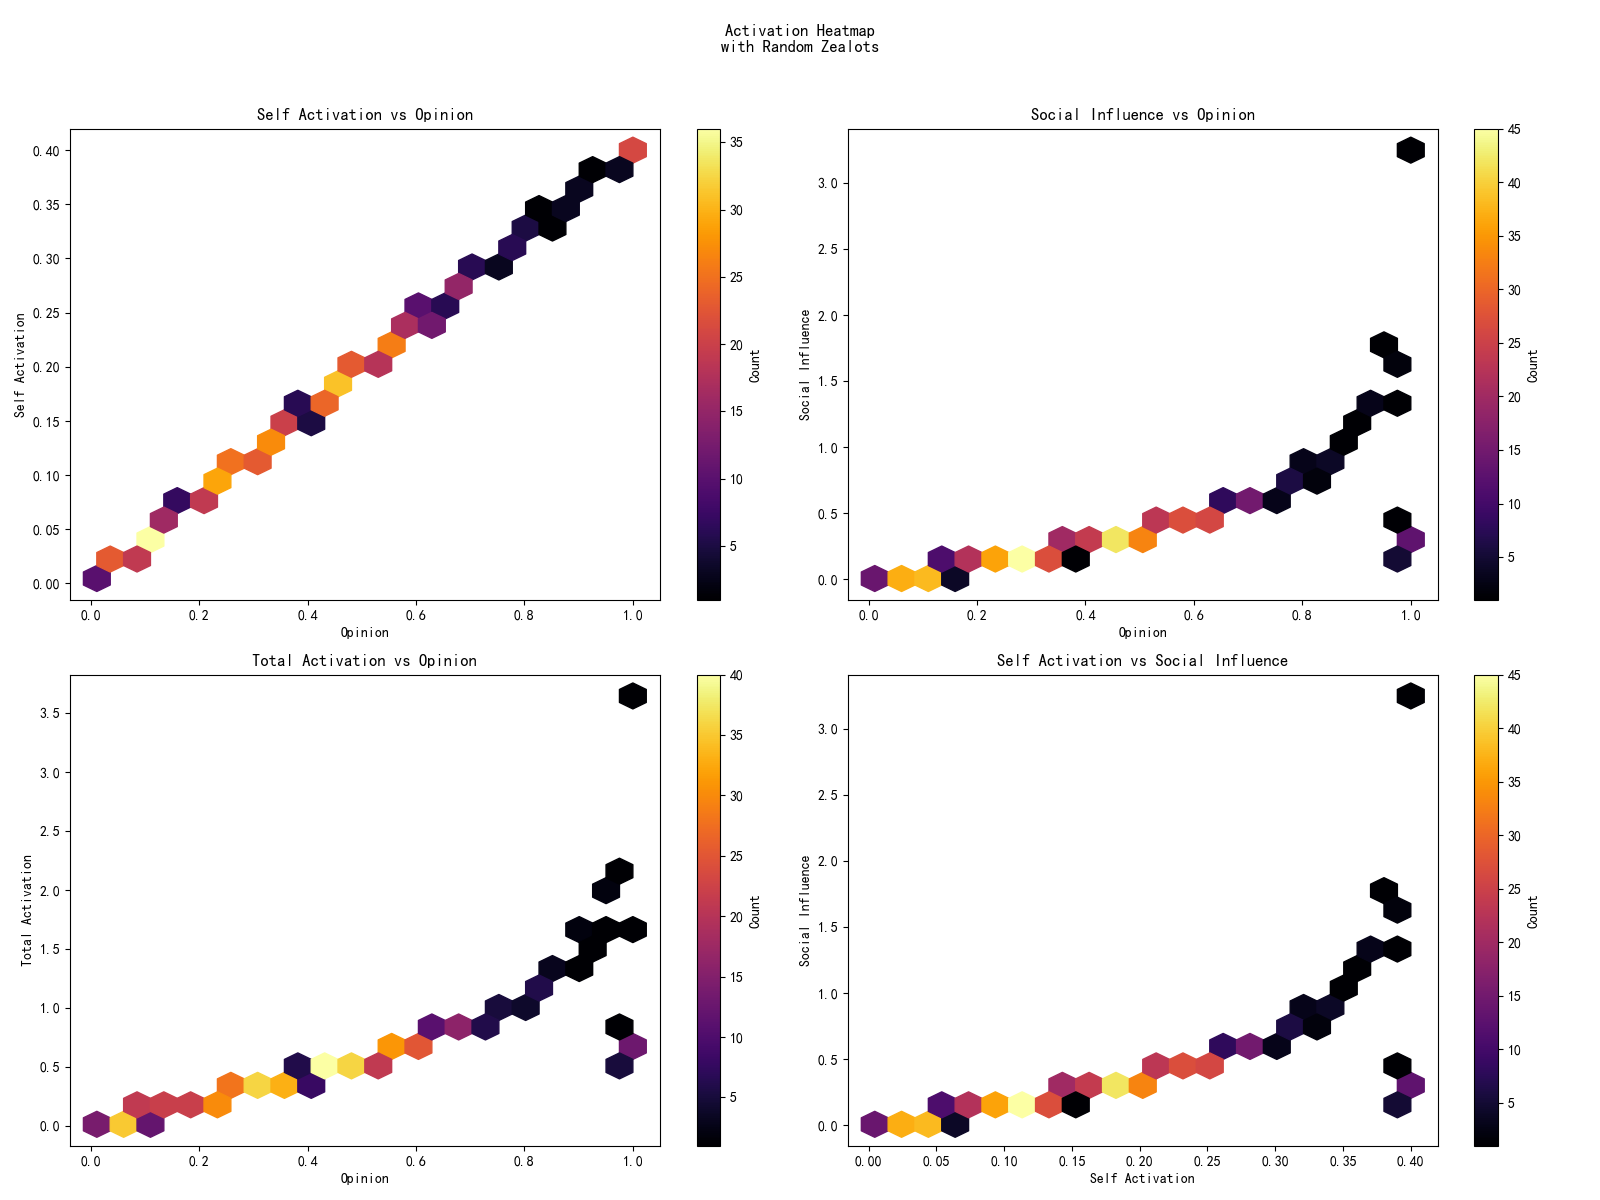 Activation Heatmap
with Random Zealots
Self Activation vs Opinion
Self Activation
0.40
0.35
0.30
0.25
0.20
0.15
0.10
0.05
0.00
0.0 0.2 0.4 0.6 0.8 1.0
Opinion
35
30
25
20
15
10
5
Count
Social Influence vs Opinion
Social Influence
3.0
2.5
2.0
1.5
1.0
0.5
0.0
0.0 0.2 0.4 0.6 0.8 1.0
Opinion
45
40
35
30
25
20
15
10
5
Count
Total Activation vs Opinion
Total Activation
3.5
3.0
2.5
2.0
1.5
1.0
0.5
0.0
0.0 0.2 0.4 0.6 0.8 1.0
Opinion
40
35
30
25
20
15
10
5
Count
Self Activation vs Social Influence
Social Influence
3.0
2.5
2.0
1.5
1.0
0.5
0.0
0.00 0.05 0.10 0.15 0.20 0.25 0.30 0.35 0.40
Self Activation
45
40
35
30
25
20
15
10
5
Count